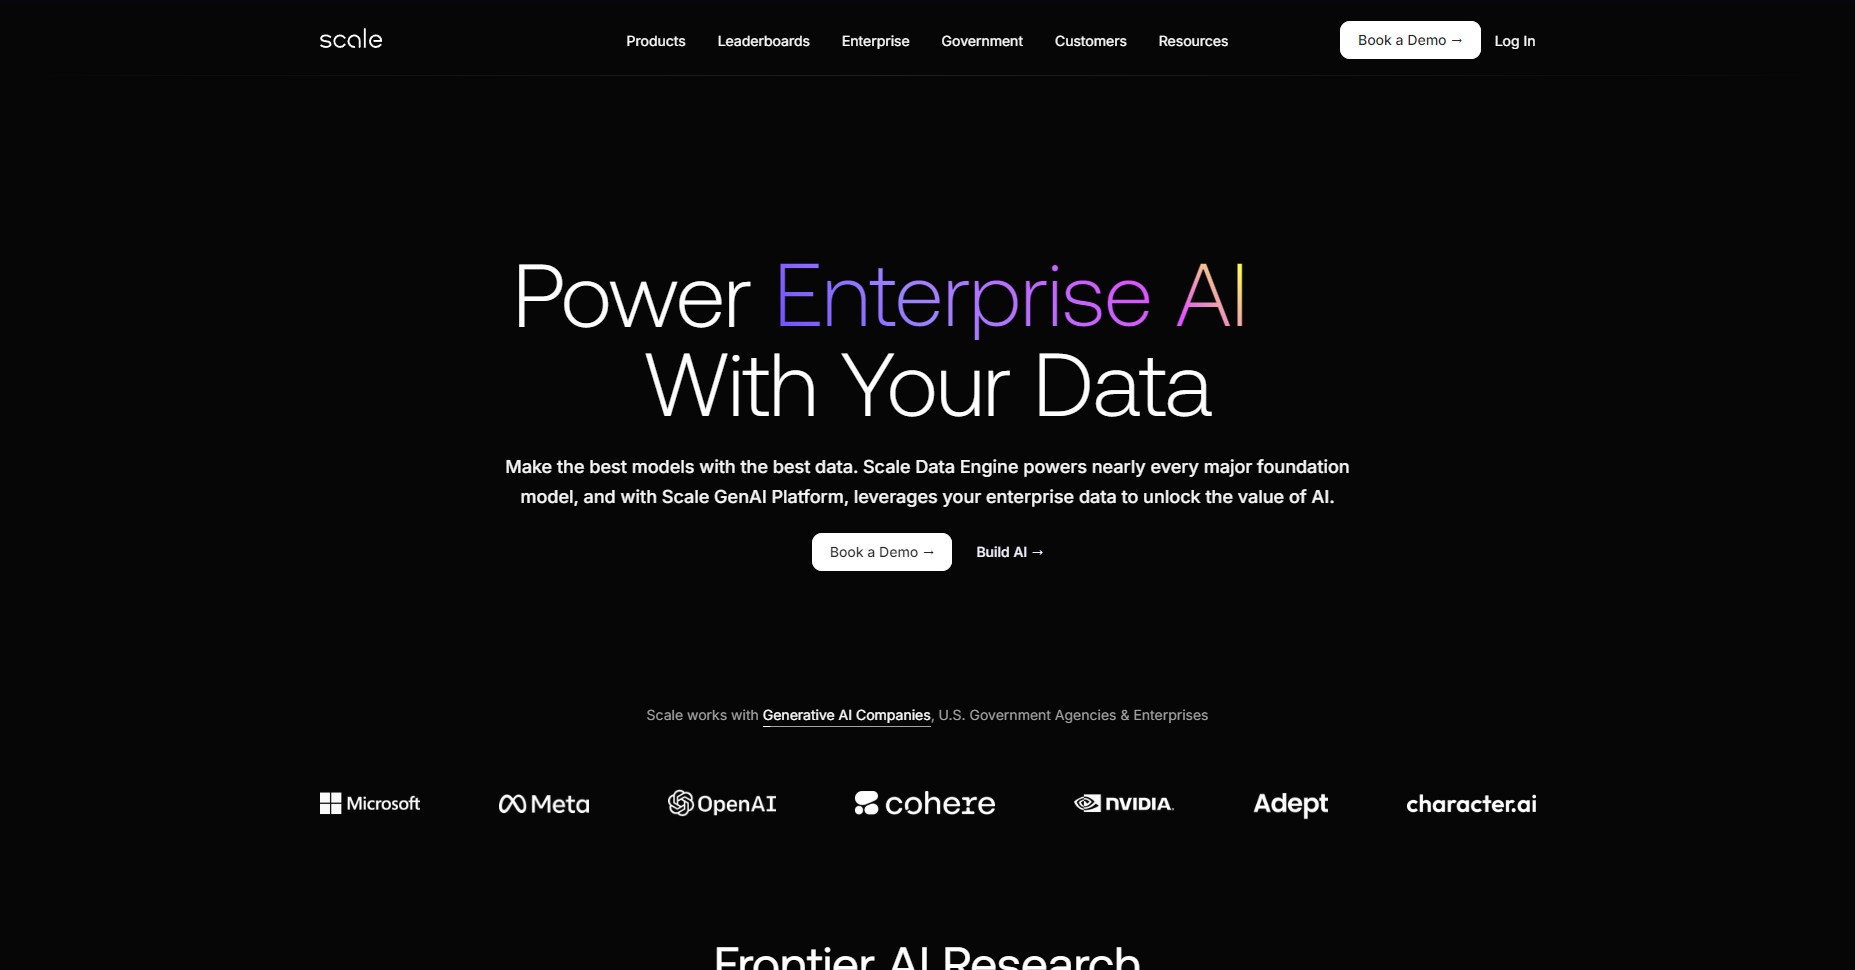 scale
Products Leaderboards Enterprise Government Customers Resources
Book a Demo → Log In
Power Enterprise AI
With Your Data
Make the best models with the best data. Scale Data Engine powers nearly every major foundation
model, and with Scale GenAI Platform, leverages your enterprise data to unlock the value of AI.
Book a Demo → Build AI →
Scale works with Generative AI Companies, U.S. Government Agencies & Enterprises
Microsoft Meta OpenAI cohere NVIDIA. Adept character.ai
Frontier AI Research